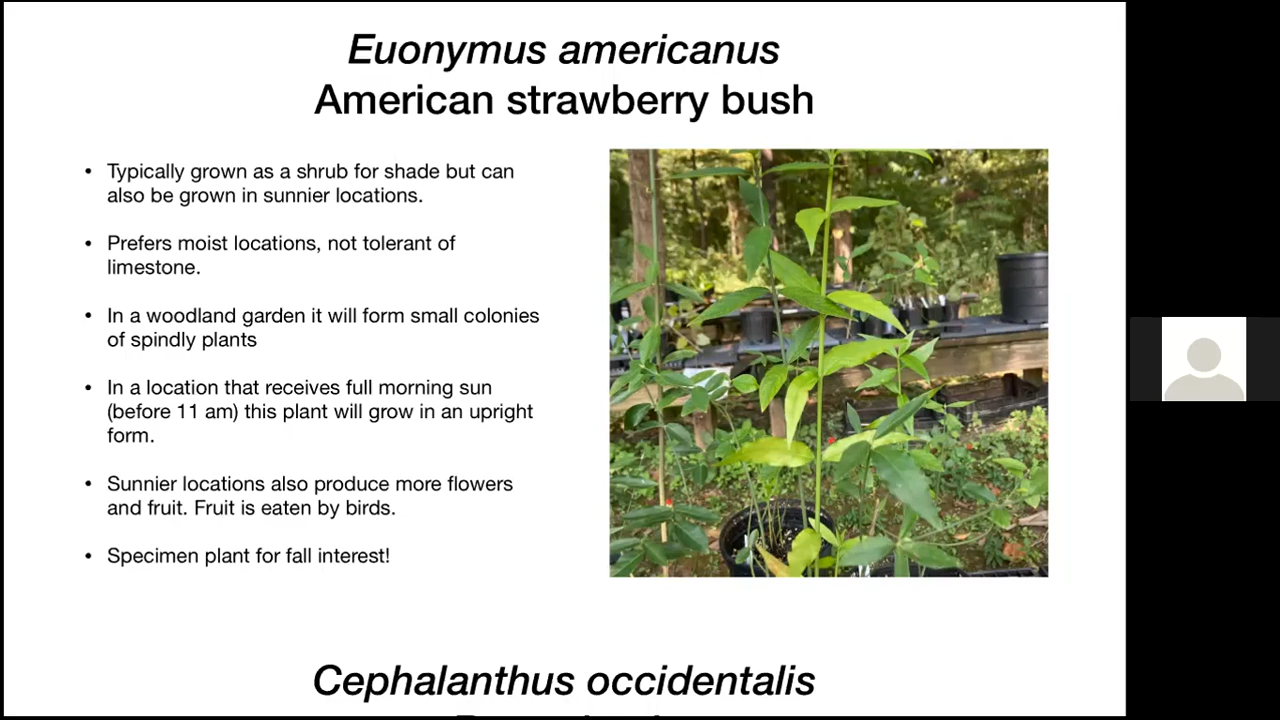 Euonymus americanus
American strawberry bush
• Typically grown as a shrub for shade but can
also be grown in sunnier locations.
• Prefers moist locations, not tolerant of
limestone.
• In a woodland garden it will form small colonies
of spindly plants
• In a location that receives full morning sun
(before 11 am) this plant will grow in an upright
form.
• Sunnier locations also produce more flowers
and fruit. Fruit is eaten by birds.
• Specimen plant for fall interest!
Cephalanthus occidentalis